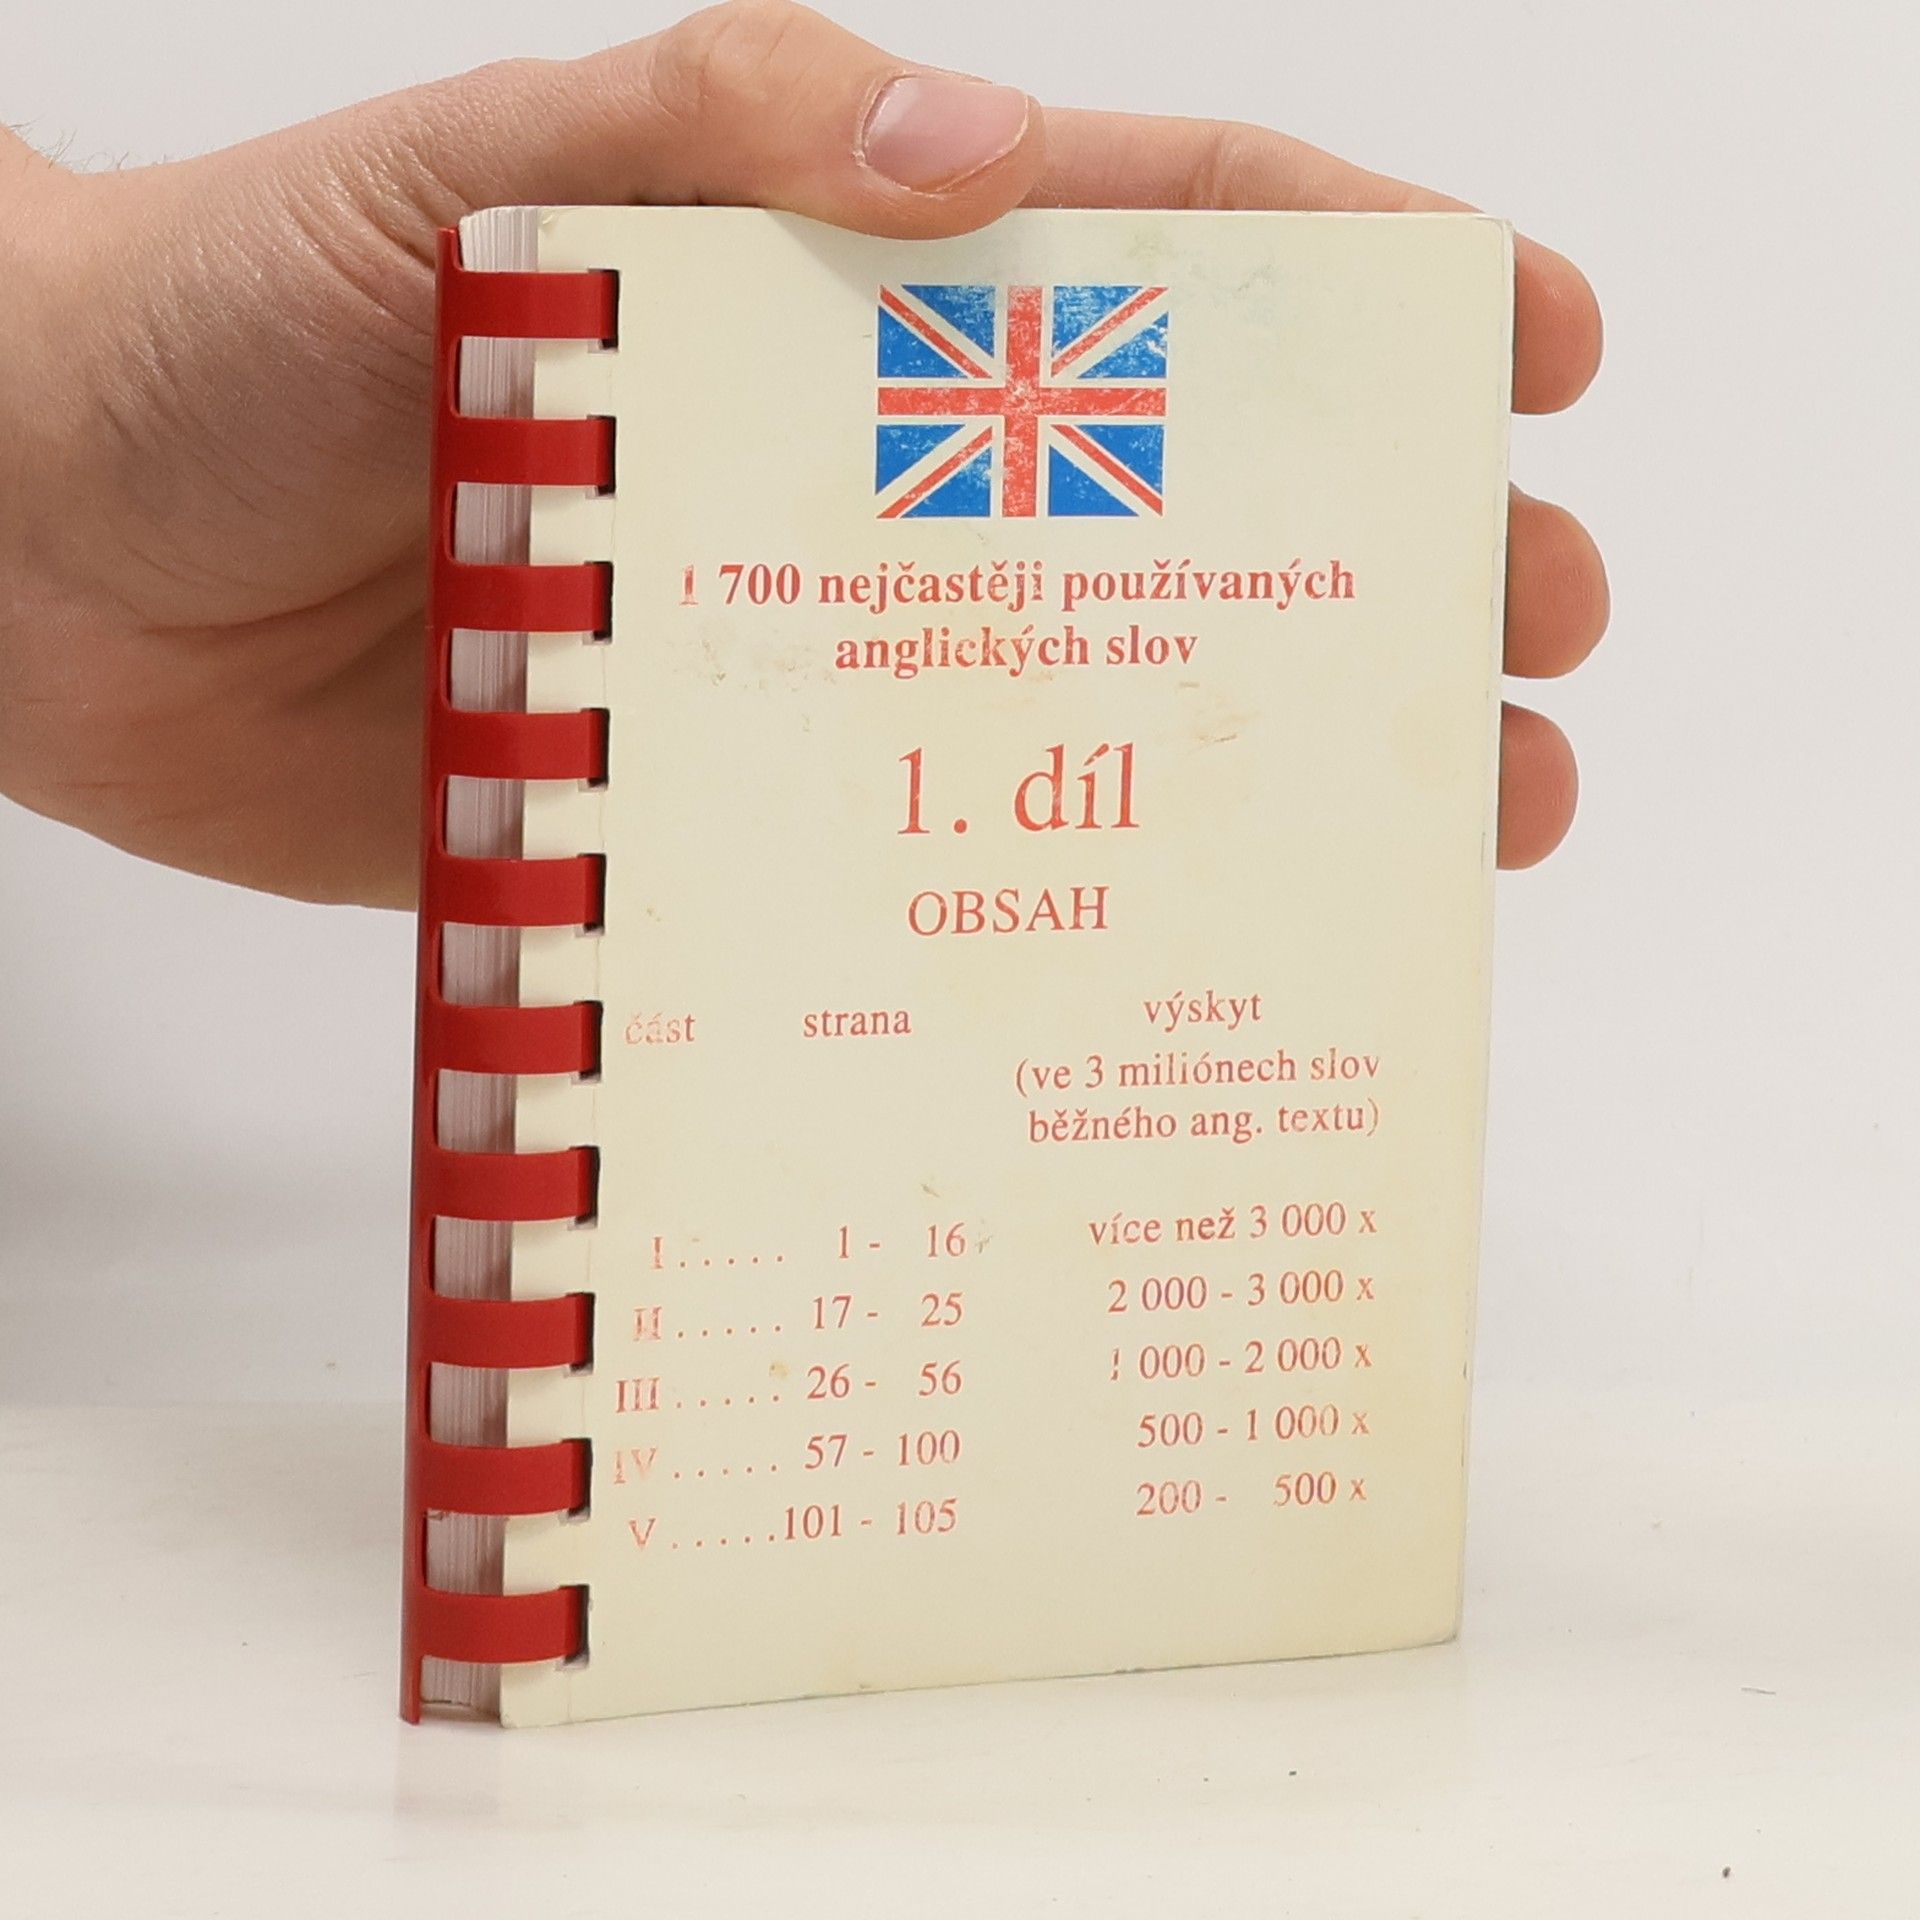 1 700 nejčastěji používaných
anglických slov
1. díl
OBSAH
část strana výskyt
(ve 3 miliónech slov
běžného ang. textu)
I ..... 1 - 16 více než 3 000 x
II ..... 17 - 25 2 000 - 3 000 x
III ..... 26 - 56 1 000 - 2 000 x
IV ..... 57 - 100 500 - 1 000 x
V .....101 - 105 200 - 500 x